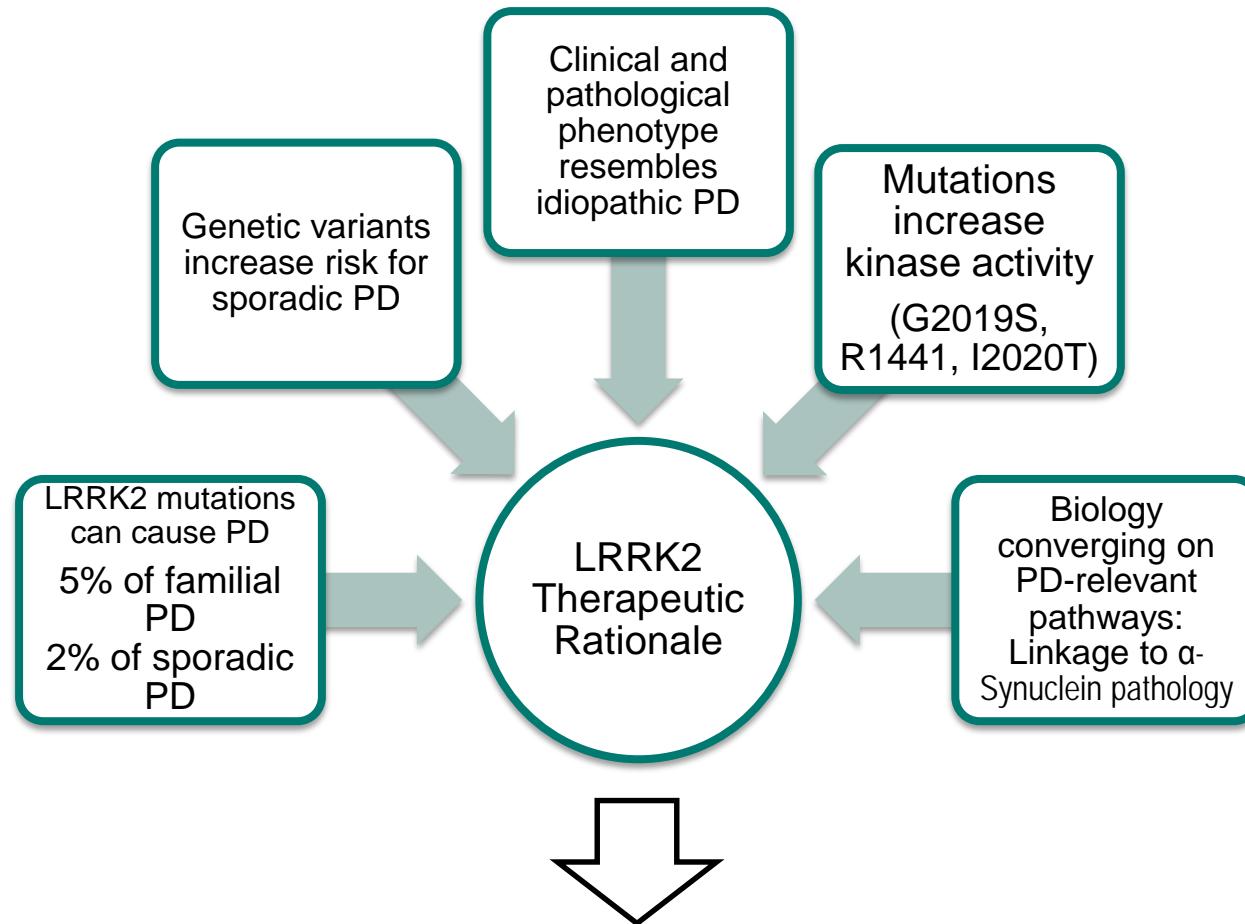 Clinical and
pathological
phenotype
resembles
idiopathic PD
Genetic variants
increase risk for
sporadic PD
Mutations
increase
kinase activity
(G2019S,
R1441, I2020T)
LRRK2 mutations
can cause PD
5% of familial
PD
2% of sporadic
PD
LRRK2
Therapeutic
Rationale
Biology
converging on
PD-relevant
pathways:
Linkage to α-
Synuclein pathology